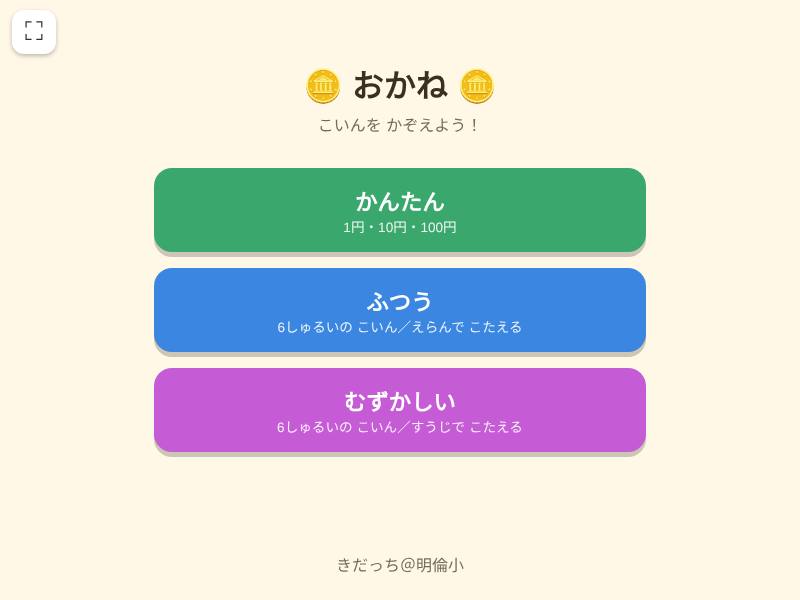 おかね
こいんを かぞえよう！
かんたん
1円・10円・100円
ふつう
6しゅるいの こいん／えらんで こたえる
むずかしい
6しゅるいの こいん／すうじで こたえる
きだっち＠明倫小